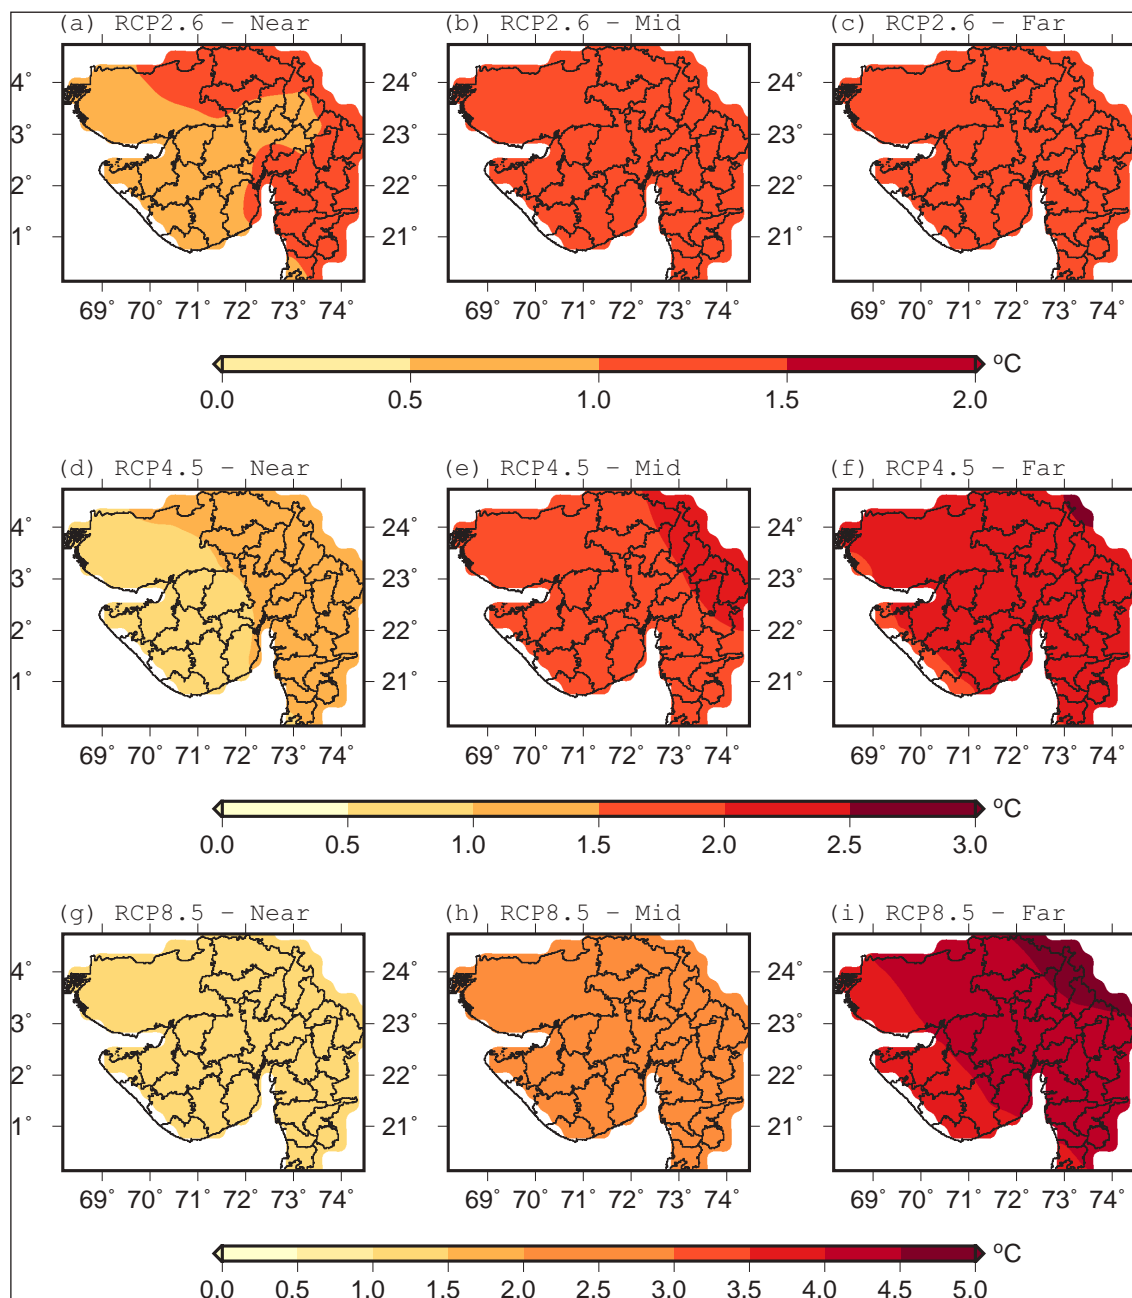 (a) RCP2.6 – Near (b) RCP2.6 – Mid (c) RCP2.6 – Far
4˚ 24˚ 24˚
3˚ 23˚ 23˚
2˚ 22˚ 22˚
1˚ 21˚ 21˚
69˚ 70˚ 71˚ 72˚ 73˚ 74˚ 69˚ 70˚ 71˚ 72˚ 73˚ 74˚ 69˚ 70˚ 71˚ 72˚ 73˚ 74˚
ºC
0.0 0.5 1.0 1.5 2.0
(d) RCP4.5 – Near (e) RCP4.5 – Mid (f) RCP4.5 – Far
4˚ 24˚ 24˚
3˚ 23˚ 23˚
2˚ 22˚ 22˚
1˚ 21˚ 21˚
69˚ 70˚ 71˚ 72˚ 73˚ 74˚ 69˚ 70˚ 71˚ 72˚ 73˚ 74˚ 69˚ 70˚ 71˚ 72˚ 73˚ 74˚
ºC
0.0 0.5 1.0 1.5 2.0 2.5 3.0
(g) RCP8.5 – Near (h) RCP8.5 – Mid (i) RCP8.5 – Far
4˚ 24˚ 24˚
3˚ 23˚ 23˚
2˚ 22˚ 22˚
1˚ 21˚ 21˚
69˚ 70˚ 71˚ 72˚ 73˚ 74˚ 69˚ 70˚ 71˚ 72˚ 73˚ 74˚ 69˚ 70˚ 71˚ 72˚ 73˚ 74˚
ºC
0.0 0.5 1.0 1.5 2.0 2.5 3.0 3.5 4.0 4.5 5.0